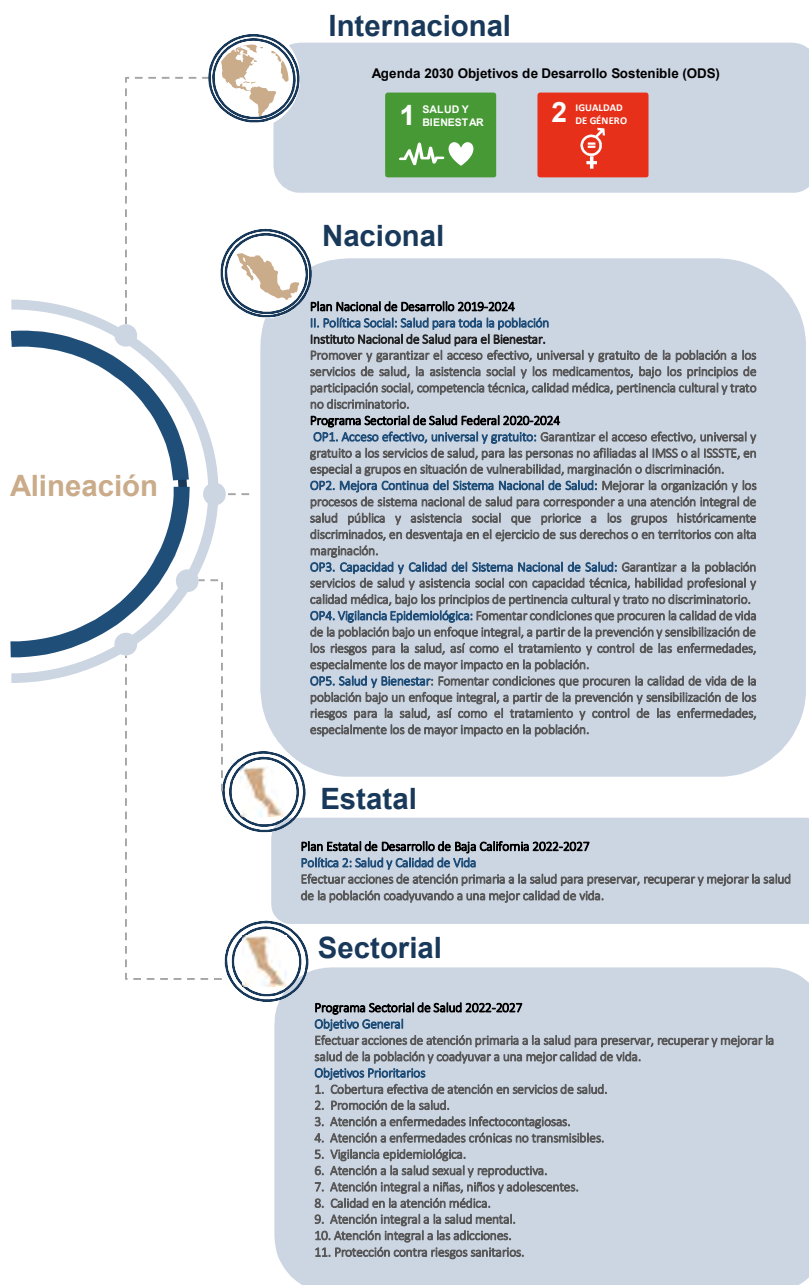 Internacional
Agenda 2030 Objetivos de Desarrollo Sostenible (ODS)
1 SALUD Y
BIENESTAR
2 IGUALDAD
DE GÉNERO
Nacional
Plan Nacional de Desarrollo 2019-2024
II. Política Social: Salud para toda la población
Instituto Nacional de Salud para el Bienestar.
Promover y garantizar el acceso efectivo, universal y gratuito de la población a los
servicios de salud, la asistencia social y los medicamentos, bajo los principios de
participación social, competencia técnica, calidad médica, pertinencia cultural y trato
no discriminatorio.
Programa Sectorial de Salud Federal 2020-2024
OP1. Acceso efectivo, universal y gratuito: Garantizar el acceso efectivo, universal y
gratuito a los servicios de salud, para las personas no afiliadas al IMSS o al ISSSTE, en
especial a grupos en situación de vulnerabilidad, marginación o discriminación.
OP2. Mejora Continua del Sistema Nacional de Salud: Mejorar la organización y los
procesos de sistema nacional de salud para corresponder a una atención integral de
salud pública y asistencia social que priorice a los grupos históricamente
discriminados, en desventaja en el ejercicio de sus derechos o en territorios con alta
marginación.
OP3. Capacidad y Calidad del Sistema Nacional de Salud: Garantizar a la población
servicios de salud y asistencia social con capacidad técnica, habilidad profesional y
calidad médica, bajo los principios de pertinencia cultural y trato no discriminatorio.
OP4. Vigilancia Epidemiológica: Fomentar condiciones que procuren la calidad de vida
de la población bajo un enfoque integral, a partir de la prevención y sensibilización de
los riesgos para la salud, así como el tratamiento y control de las enfermedades,
especialmente los de mayor impacto en la población.
OP5. Salud y Bienestar: Fomentar condiciones que procuren la calidad de vida de la
población bajo un enfoque integral, a partir de la prevención y sensibilización de los
riesgos para la salud, así como el tratamiento y control de las enfermedades,
especialmente los de mayor impacto en la población.
Alineación
Estatal
Plan Estatal de Desarrollo de Baja California 2022-2027
Política 2: Salud y Calidad de Vida
Efectuar acciones de atención primaria a la salud para preservar, recuperar y mejorar la salud
de la población coadyuvando a una mejor calidad de vida.
Sectorial
Programa Sectorial de Salud 2022-2027
Objetivo General
Efectuar acciones de atención primaria a la salud para preservar, recuperar y mejorar la
salud de la población y coadyuvar a una mejor calidad de vida.
Objetivos Prioritarios
1. Cobertura efectiva de atención en servicios de salud.
2. Promoción de la salud.
3. Atención a enfermedades infectocontagiosas.
4. Atención a enfermedades crónicas no transmisibles.
5. Vigilancia epidemiológica.
6. Atención a la salud sexual y reproductiva.
7. Atención integral a niñas, niños y adolescentes.
8. Calidad en la atención médica.
9. Atención integral a la salud mental.
10. Atención integral a las adicciones.
11. Protección contra riesgos sanitarios.